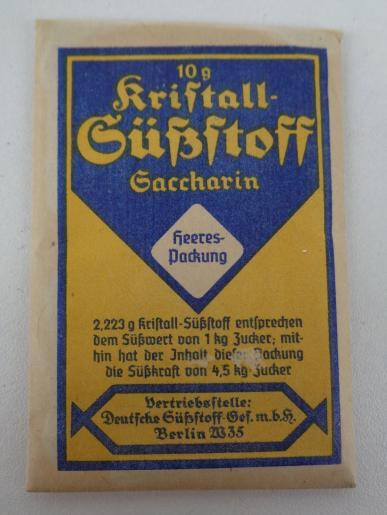 10 g
Kriſtall-
Süßſtoff
Saccharin
Heeres-
Packung
2,223 g Kriſtall-Süßſtoff entſprechen
dem Süßwert von 1 kg Zucker; mit-
hin hat der Inhalt dieſer Packung
die Süßkraft von 4,5 kg Zucker
Vertriebsſtelle:
Deutſche Süßſtoff-Geſ. m. b. H.
Berlin W35